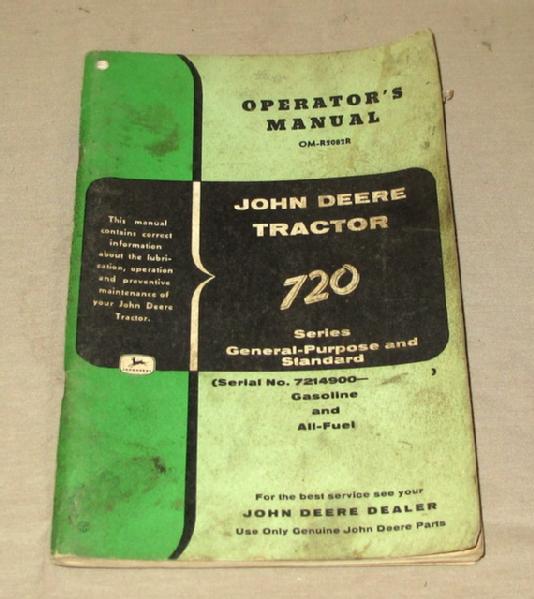 OPERATOR'S
MANUAL
OM-R2082R
This manual
contains correct
information
about the lubri-
cation, operation
and preventive
maintenance of
your John Deere
Tractor.
JOHN DEERE
TRACTOR
720
Series
General-Purpose and
Standard
(Serial No. 7214900- )
Gasoline
and
All-Fuel
For the best service see your
JOHN DEERE DEALER
Use Only Genuine John Deere Parts